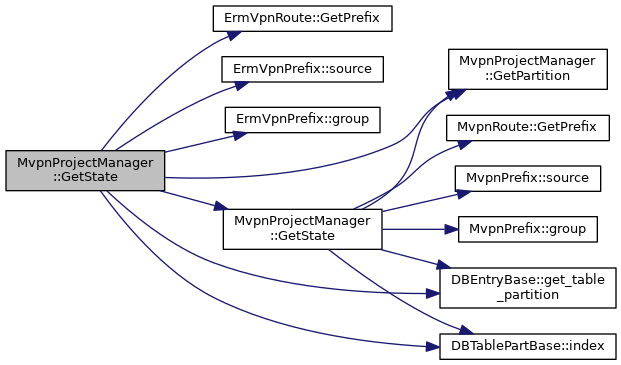 MvpnProjectManager
::GetState
ErmVpnRoute::GetPrefix
ErmVpnPrefix::source
ErmVpnPrefix::group
MvpnProjectManager
::GetState
MvpnProjectManager
::GetPartition
MvpnRoute::GetPrefix
MvpnPrefix::source
MvpnPrefix::group
DBEntryBase::get_table
_partition
DBTablePartBase::index